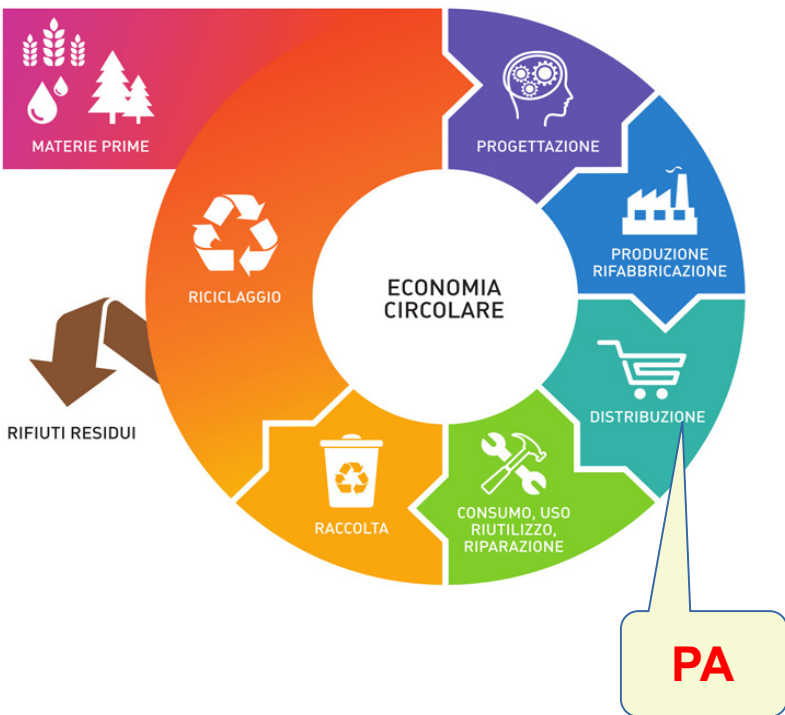 MATERIE PRIME
PROGETTAZIONE
PRODUZIONE
RIFABBRICAZIONE
RICICLAGGIO
ECONOMIA
CIRCOLARE
DISTRIBUZIONE
RIFIUTI RESIDUI
RACCOLTA
CONSUMO, USO
RIUTILIZZO,
RIPARAZIONE
PA